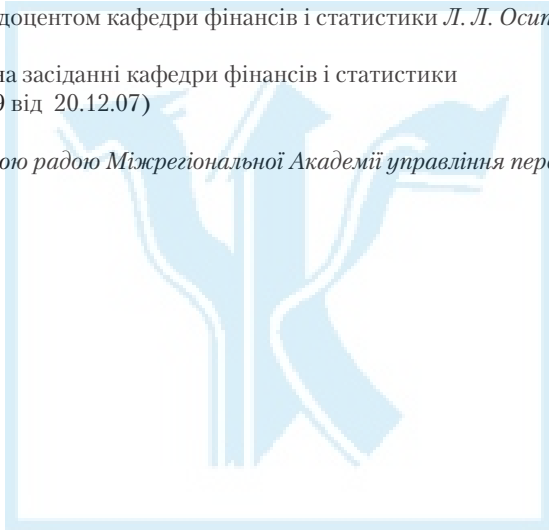 доцентом кафедри фінансів і статистики Л. Л. Осип
на засіданні кафедри фінансів і статистики
9 від 20.12.07)
ою радою Міжрегіональної Академії управління пер